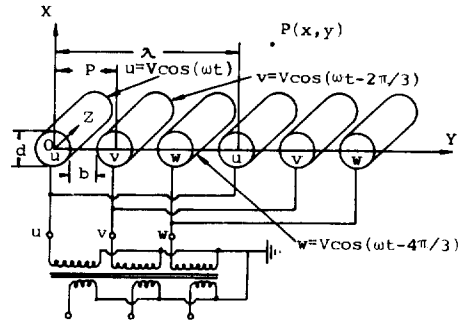 X
λ
P(x,y)
P
u=Vcos(ωt)
v=Vcos(ωt-2π/3)
Z
O
d
u
v
w
u
v
w
Y
b
u
v
w
w=Vcos(ωt-4π/3)